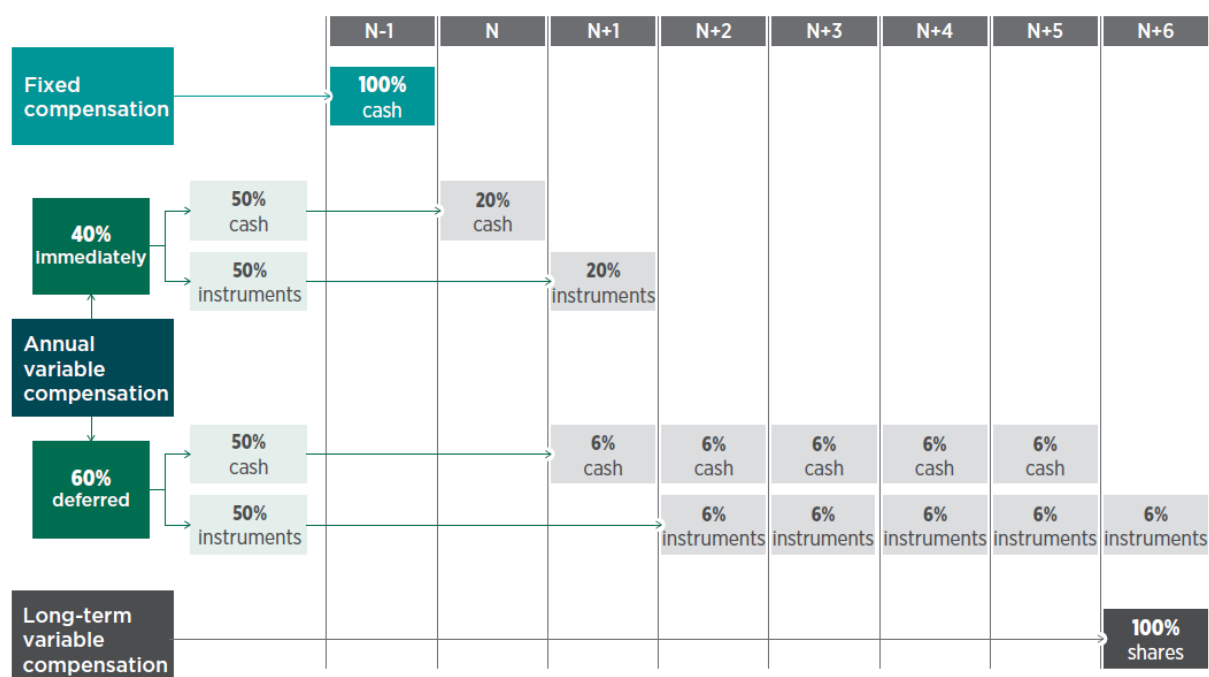 N-1 N N+1 N+2 N+3 N+4 N+5 N+6
Fixed
compensation
100%
cash
40%
immediately
50%
cash
20%
cash
50%
instruments
20%
instruments
Annual
variable
compensation
60%
deferred
50%
cash
6% 6% 6% 6% 6%
cash cash cash cash cash
50%
instruments
6% 6% 6% 6% 6%
instruments instruments instruments instruments instruments
Long-term
variable
compensation
100%
shares